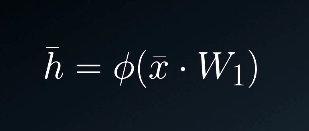 h̄ = ϕ(x̄ · W₁)